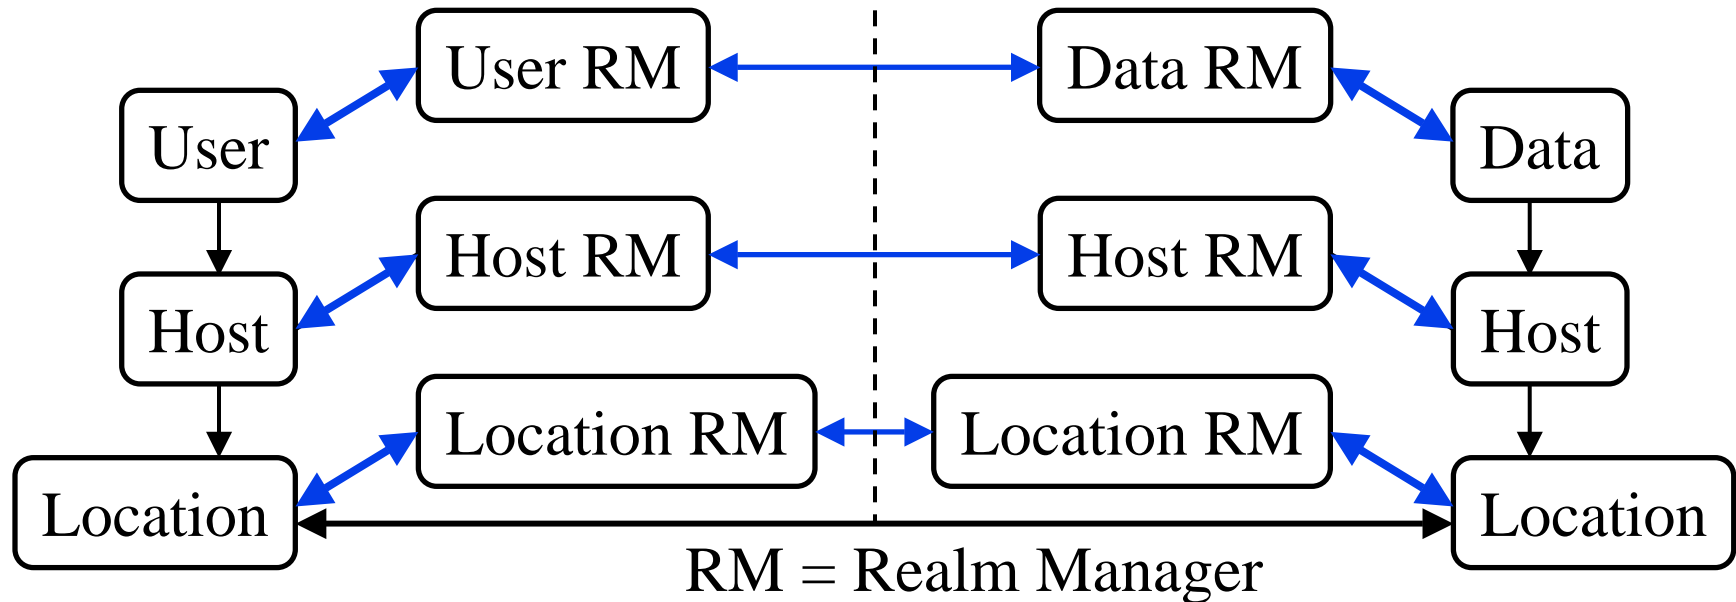 User RM
Data RM
User
Data
Host RM
Host RM
Host
Host
Location RM
Location RM
Location
Location
RM = Realm Manager